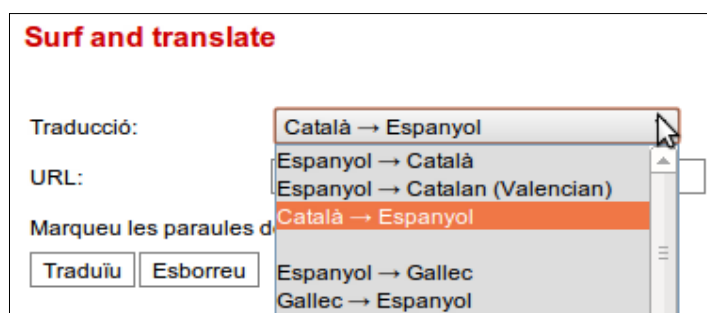 Surf and translate
Traducció:
Català → Espanyol
Espanyol → Català
URL:
Espanyol → Catalan (Valencian)
Català → Espanyol
Marqueu les paraules d
Traduïu
Esborreu
Espanyol → Gallec
Gallec → Espanyol